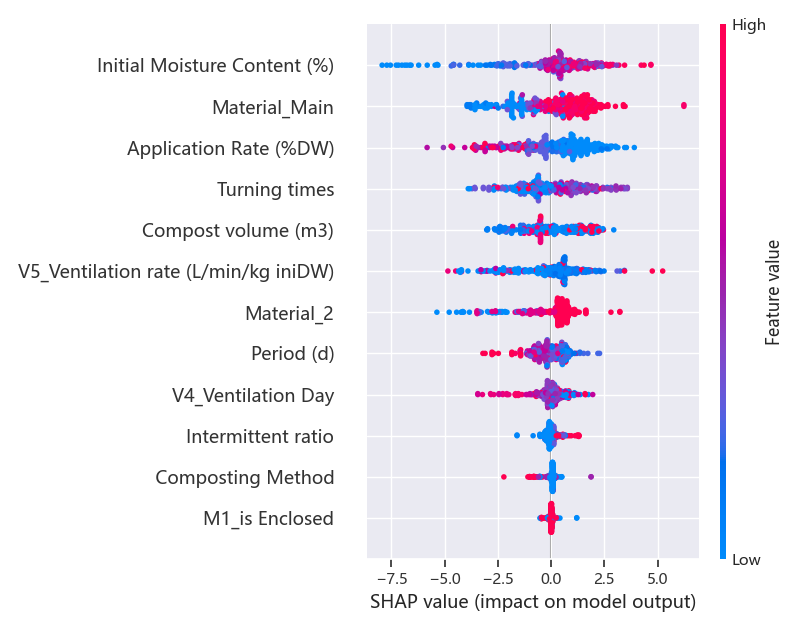 High
Initial Moisture Content (%)
Material_Main
Application Rate (%DW)
Turning times
Compost volume (m3)
V5_Ventilation rate (L/min/kg iniDW)
Material_2
Period (d)
V4_Ventilation Day
Intermittent ratio
Composting Method
M1_is Enclosed
Feature value
Low
−7.5 −5.0 −2.5 0.0 2.5 5.0
SHAP value (impact on model output)